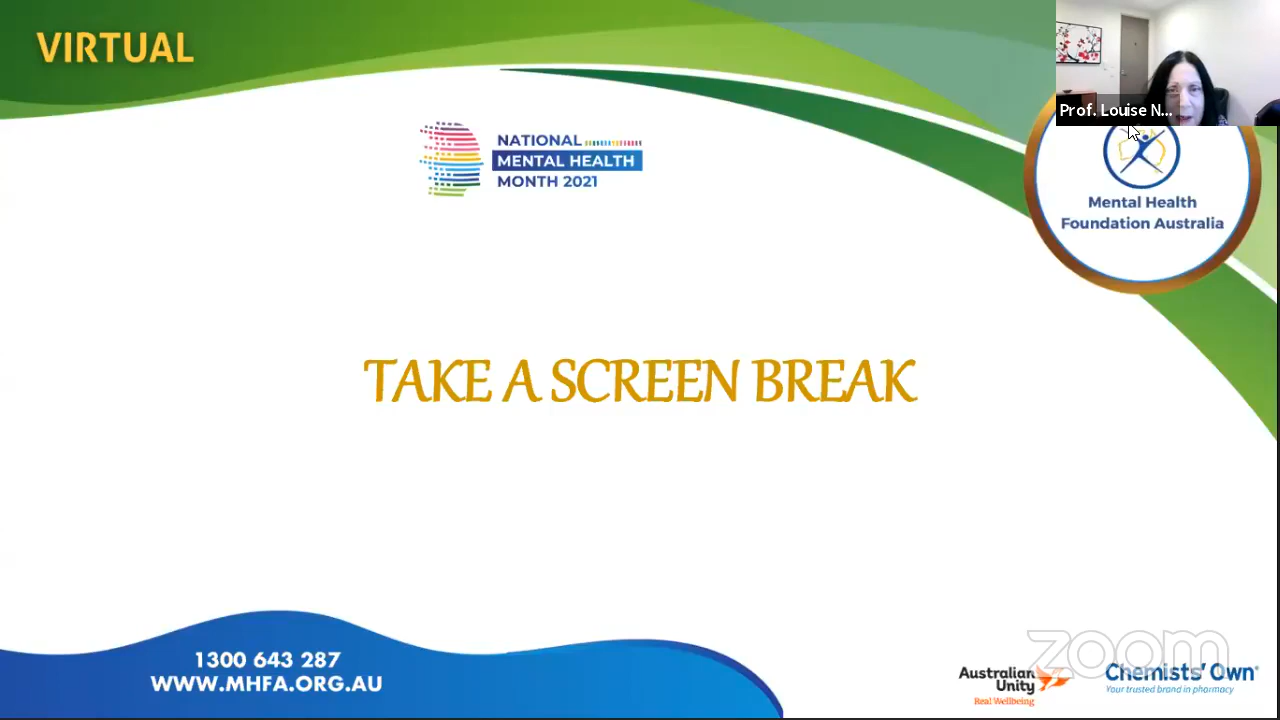 VIRTUAL
Prof. Louise N...
NATIONAL
MENTAL HEALTH
MONTH 2021
Mental Health
Foundation Australia
TAKE A SCREEN BREAK
1300 643 287
WWW.MHFA.ORG.AU
zoom
Australian
Unity
Real Wellbeing
Chemists' Own
Your trusted brand in pharmacy